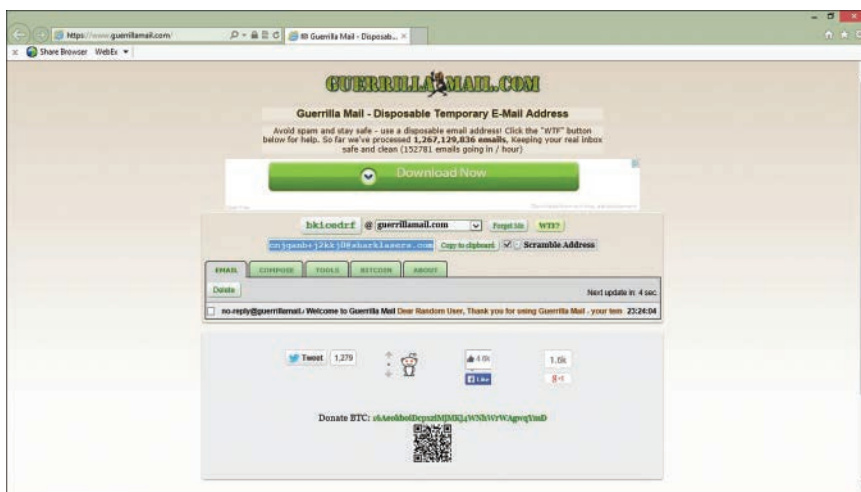 https://www.guerrillamail.com/
Guerrilla Mail - Disposab...
Share Browser WebEx
GUERRILLA MAIL.COM
Guerrilla Mail - Disposable Temporary E-Mail Address
Avoid spam and stay safe - use a disposable email address! Click the "WTF" button
below for help. So far we've processed 1,267,129,836 emails, Keeping your real inbox
safe and clean (152781 emails going in / hour)
Download Now
@ guerrillamail.com Forget Me WTF?
Copy to clipboard Scramble Address
EMAIL COMPOSE TOOLS BITCOIN ABOUT
Delete
Next update in: 4 sec.
no-reply@guerrillamail. Welcome to Guerrilla Mail Dear Random User, Thank you for using Guerrilla Mail - your tem 23:24:04
Tweet 1,279
Like
1.6k
Donate BTC: